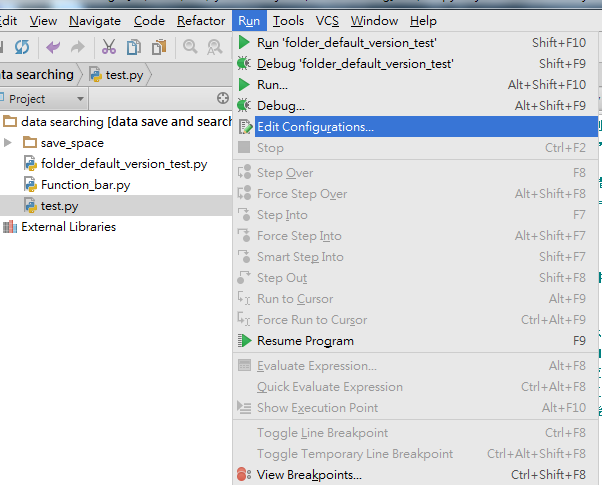 dit View Navigate Code Refactor Run Tools VCS Window Help
ata searching test.py
Project
data searching [data save and search
save_space
folder_default_version_test.py
Function_bar.py
test.py
External Libraries
Run 'folder_default_version_test' Shift+F10
Debug 'folder_default_version_test' Shift+F9
Run... Alt+Shift+F10
Debug... Alt+Shift+F9
Edit Configurations...
Stop Ctrl+F2
Step Over F8
Force Step Over Alt+Shift+F8
Step Into F7
Force Step Into Alt+Shift+F7
Smart Step Into Shift+F7
Step Out Shift+F8
Run to Cursor Alt+F9
Force Run to Cursor Ctrl+Alt+F9
Resume Program F9
Evaluate Expression... Alt+F8
Quick Evaluate Expression Ctrl+Alt+F8
Show Execution Point Alt+F10
Toggle Line Breakpoint Ctrl+F8
Toggle Temporary Line Breakpoint Ctrl+Alt+Shift+F8
View Breakpoints... Ctrl+Shift+F8